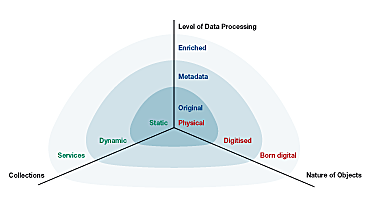 Level of Data Processing
Enriched
Metadata
Original
Static Physical
Dynamic Digitised
Services Born digital
Collections Nature of Objects